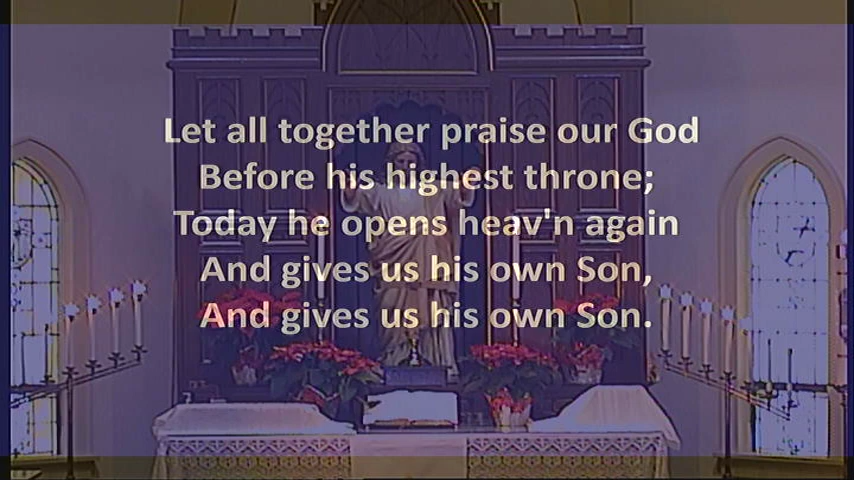 Let all together praise our God
Before his highest throne;
Today he opens heav'n again
And gives us his own Son,
And gives us his own Son.